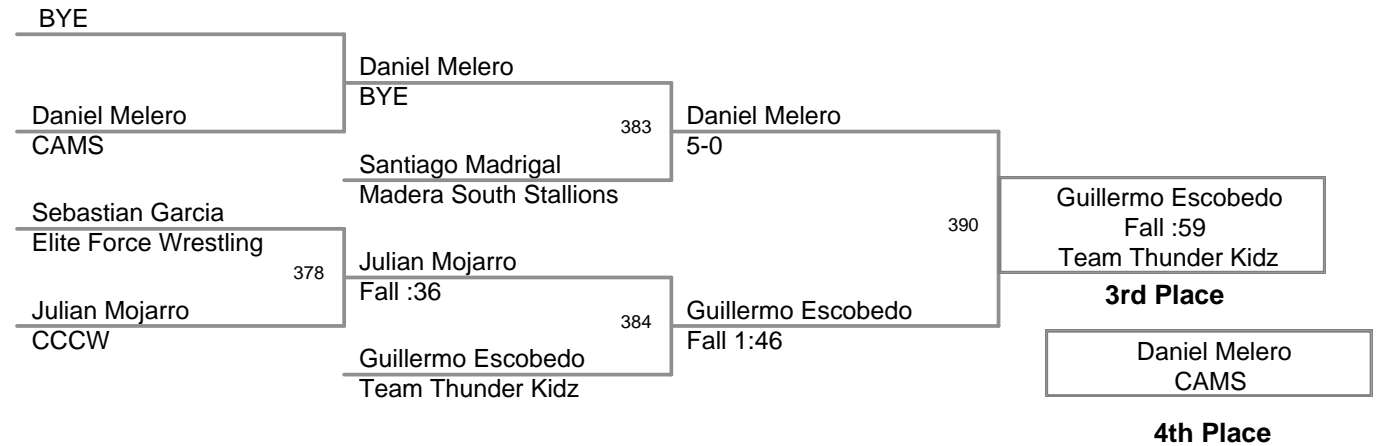 BYE
Daniel Melero
CAMS
Sebastian Garcia
Elite Force Wrestling
378
Julian Mojarro
CCCW
Daniel Melero
BYE
383
Santiago Madrigal
Madera South Stallions
Julian Mojarro
Fall :36
384
Guillermo Escobedo
Team Thunder Kidz
Daniel Melero
5-0
390
Guillermo Escobedo
Fall 1:46
Guillermo Escobedo
Fall :59
Team Thunder Kidz
3rd Place
Daniel Melero
CAMS
4th Place